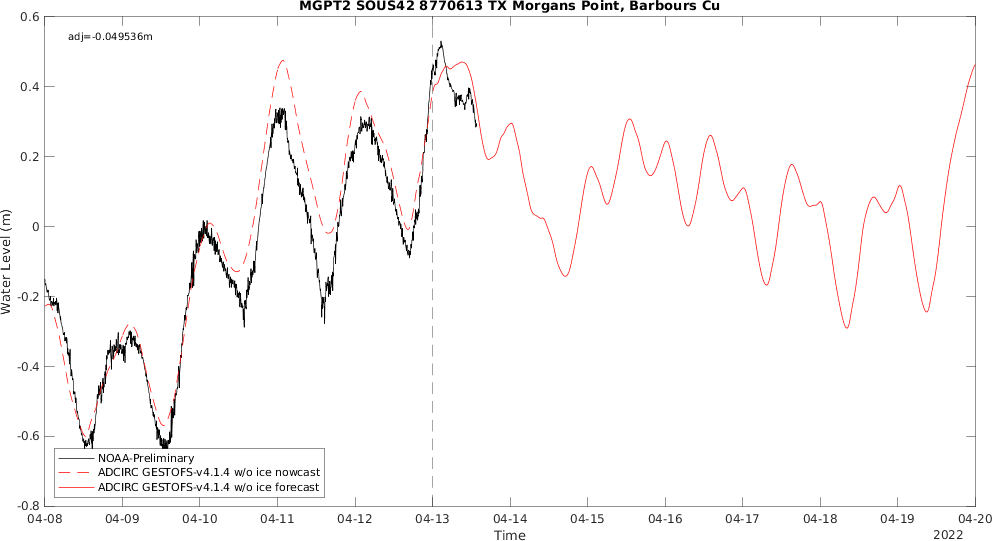 MGPT2 SOUS42 8770613 TX Morgans Point, Barbours Cu
adj=-0.049536m
0.6
0.4
0.2
0
-0.2
-0.4
-0.6
-0.8
Water Level (m)
NOAA-Preliminary
ADCIRC GESTOFS-v4.1.4 w/o ice nowcast
ADCIRC GESTOFS-v4.1.4 w/o ice forecast
04-08 04-09 04-10 04-11 04-12 04-13 04-14 04-15 04-16 04-17 04-18 04-19 04-20
Time
2022